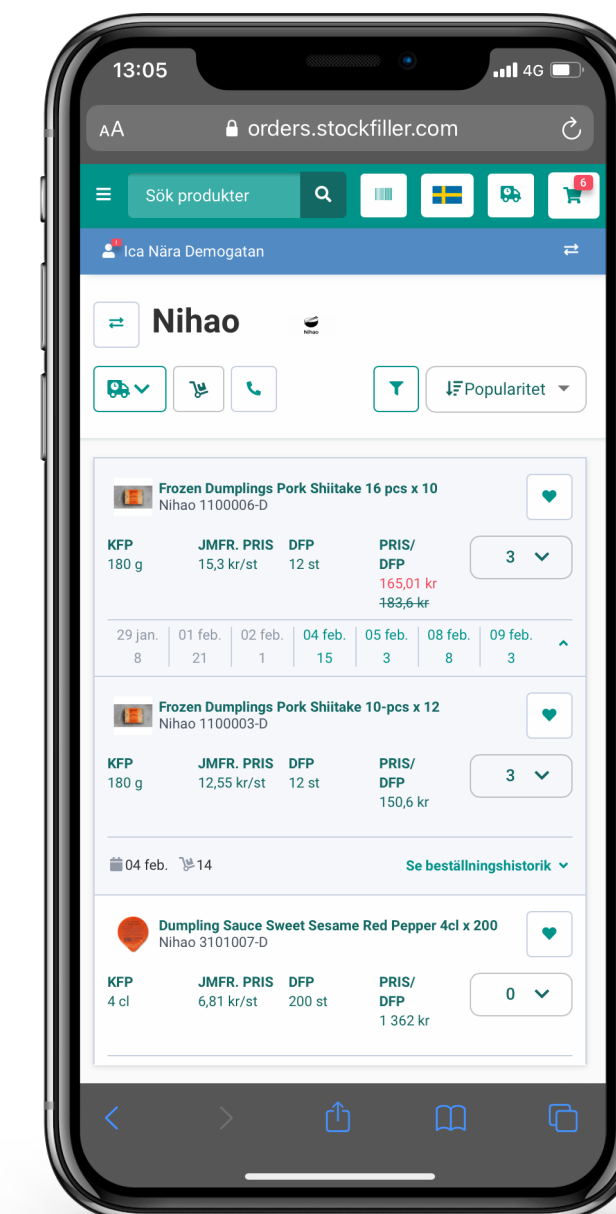 13:05
4G
AA
orders.stockfiller.com
Sök produkter
6
Ica Nära Demogatan
Nihao
Nihao
Popularitet
Frozen Dumplings Pork Shiitake 16 pcs x 10
Nihao 1100006-D
KFP JMFR. PRIS DFP PRIS/
DFP
180 g 15,3 kr/st 12 st
165,01 kr
183,6 kr
3
29 jan. 01 feb. 02 feb. 04 feb. 05 feb. 08 feb. 09 feb.
8 21 1 15 3 8 3
Frozen Dumplings Pork Shiitake 10-pcs x 12
Nihao 1100003-D
KFP JMFR. PRIS DFP PRIS/
DFP
180 g 12,55 kr/st 12 st
150,6 kr
3
04 feb. 14 Se beställningshistorik
Dumpling Sauce Sweet Sesame Red Pepper 4cl x 200
Nihao 3101007-D
KFP JMFR. PRIS DFP PRIS/
DFP
4 cl 6,81 kr/st 200 st
1 362 kr
0